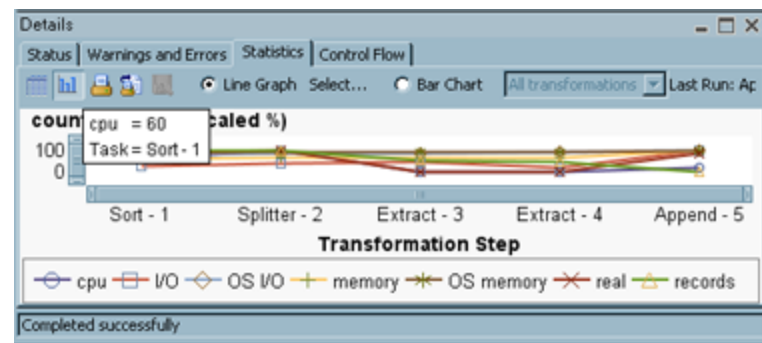 Details
Status Warnings and Errors Statistics Control Flow
Line Graph Select... Bar Chart All transformations Last Run: Ap
coun caled %)
cpu = 60
Task = Sort - 1
100
0
Sort - 1 Splitter - 2 Extract - 3 Extract - 4 Append - 5
Transformation Step
cpu I/O OS I/O memory OS memory real records
Completed successfully